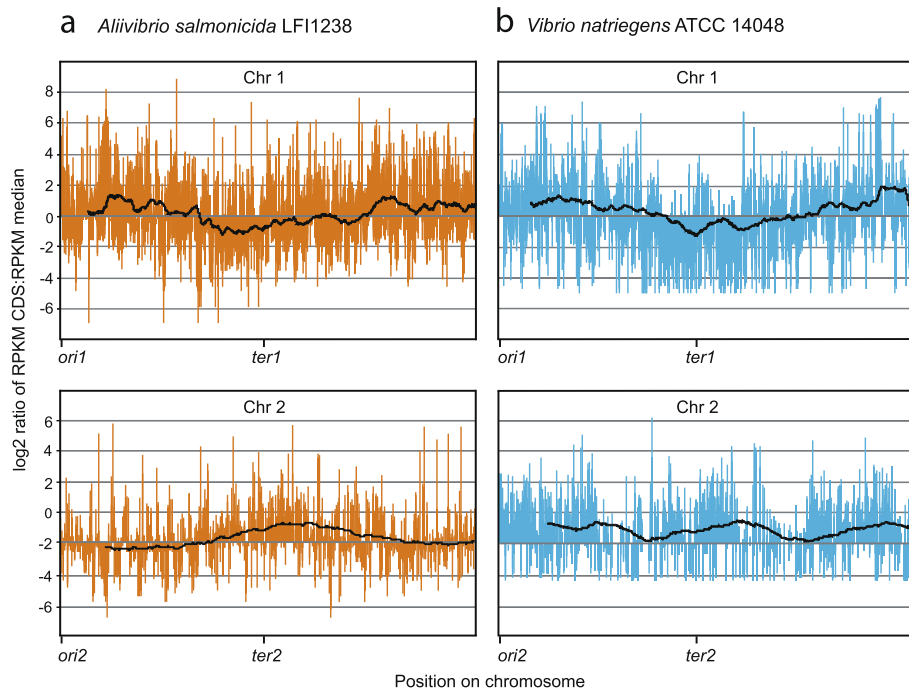 a Aliivibrio salmonicida LFI1238
b Vibrio natriegens ATCC 14048
log2 ratio of RPKM CDS:RPKM median
Chr 1
8
6
4
2
0
-2
-4
-6
ori1 ter1
Chr 1
ori1 ter1
Chr 2
6
4
2
0
-2
-4
-6
ori2 ter2
Chr 2
ori2 ter2
Position on chromosome